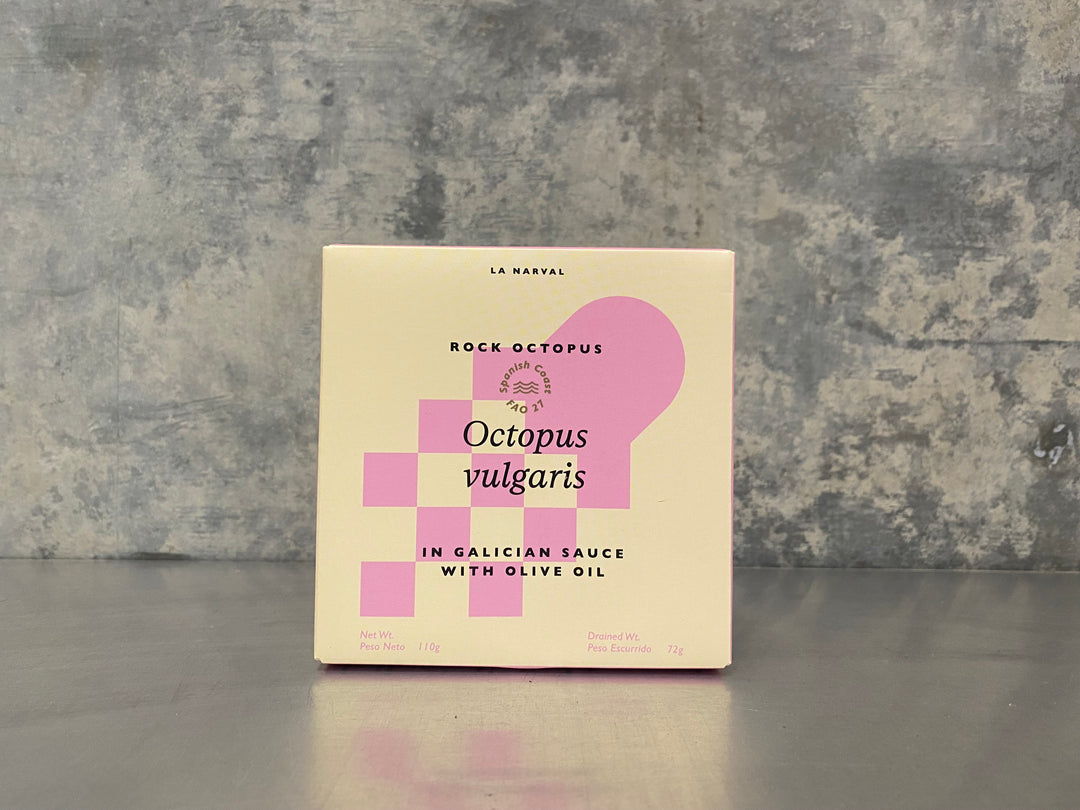 LA NARVAL
ROCK OCTOPUS
Spanish Coast
FAO 27
Octopus
vulgaris
IN GALICIAN SAUCE
WITH OLIVE OIL
Net Wt.
Peso Neto 110g
Drained Wt.
Peso Escurrido 72g